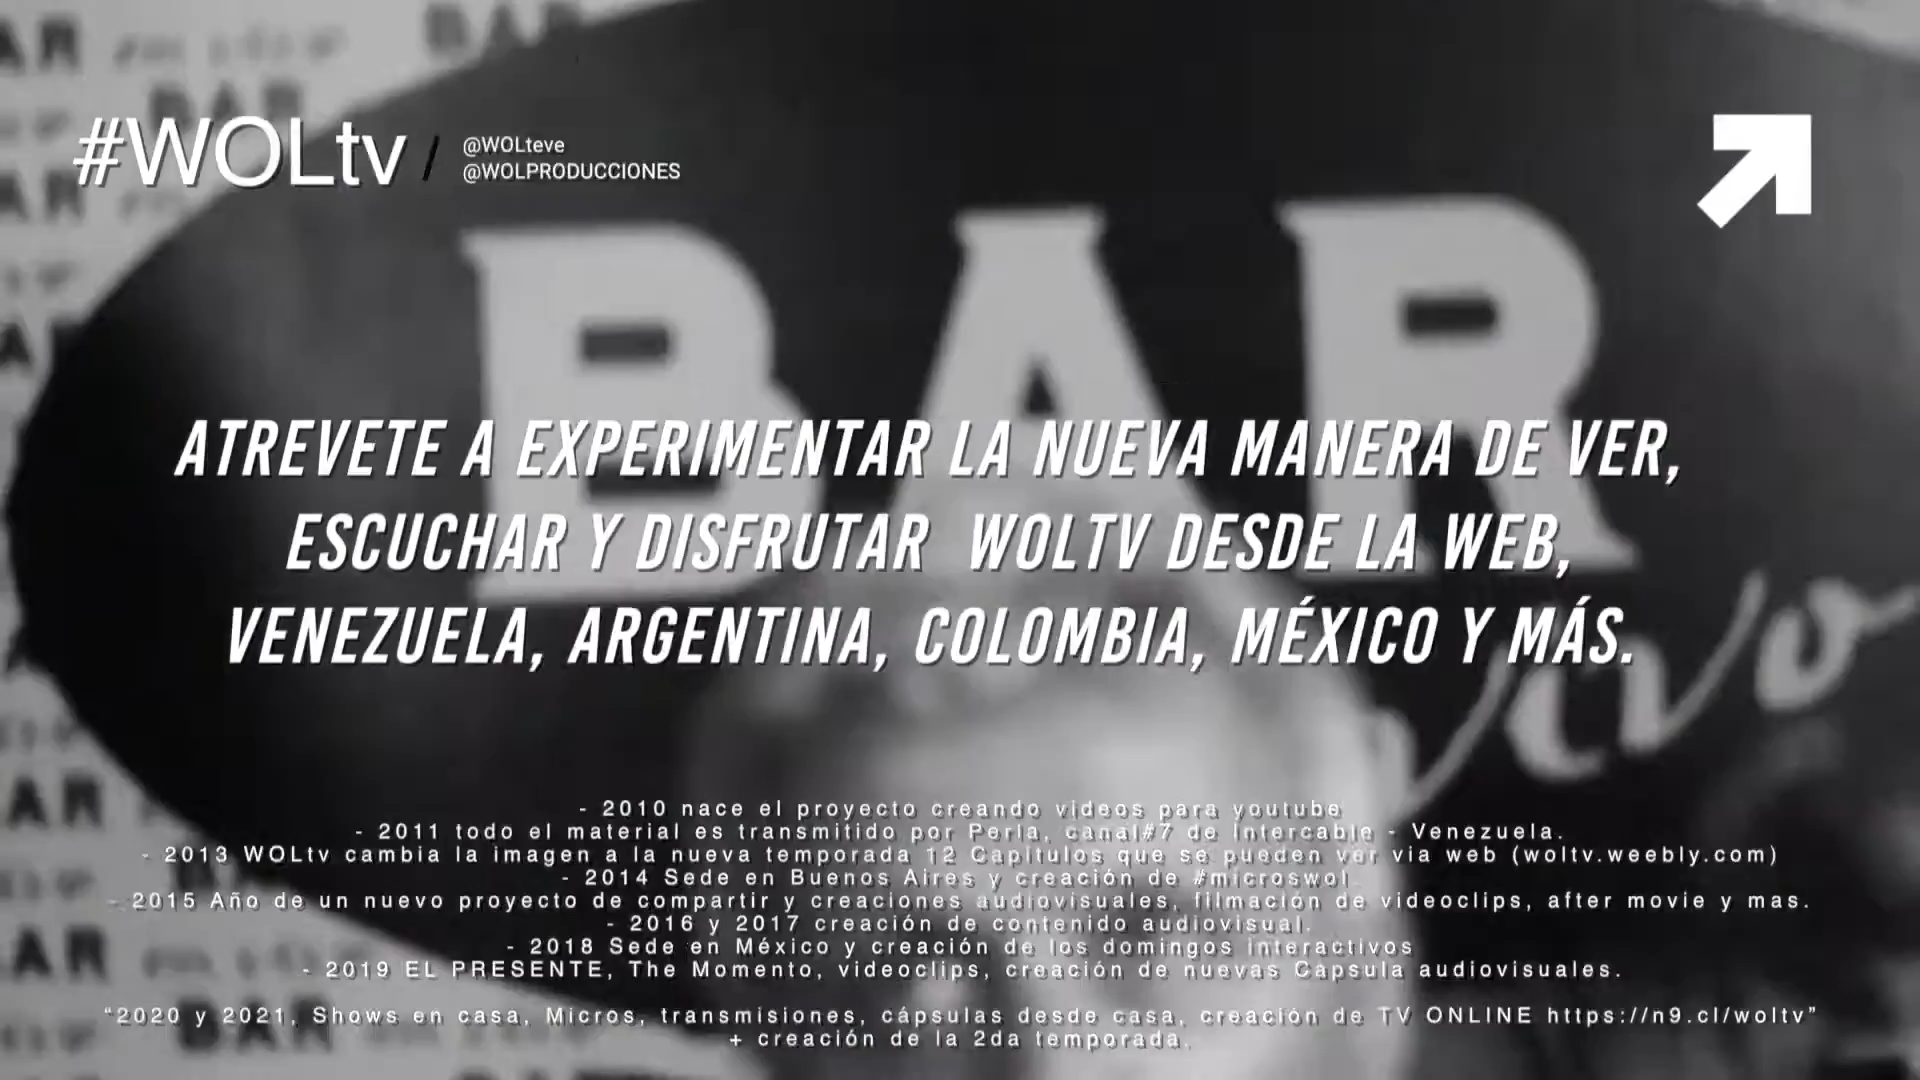 #WOLtv /
@WOLteve
@WOLPRODUCCIONES
BAR
vivo
ATREVETE A EXPERIMENTAR LA NUEVA MANERA DE VER,
ESCUCHAR Y DISFRUTAR WOLTV DESDE LA WEB,
VENEZUELA, ARGENTINA, COLOMBIA, MÉXICO Y MÁS.
- 2010 nace el proyecto creando videos para youtube
- 2011 todo el material es transmitido por Perla, canal#7 de Intercable - Venezuela.
- 2013 WOLtv cambia la imagen a la nueva temporada 12 Capitulos que se pueden ver via web (woltv.weebly.com)
- 2014 Sede en Buenos Aires y creación de #microswol.
- 2015 Año de un nuevo proyecto de compartir y creaciones audiovisuales, filmación de videoclips, after movie y mas.
- 2016 y 2017 creación de contenido audiovisual.
- 2018 Sede en México y creación de los domingos interactivos
- 2019 EL PRESENTE, The Momento, videoclips, creación de nuevas Capsula audiovisuales.
“2020 y 2021, Shows en casa, Micros, transmisiones, cápsulas desde casa, creación de TV ONLINE https://n9.cl/woltv”
+ creación de la 2da temporada.